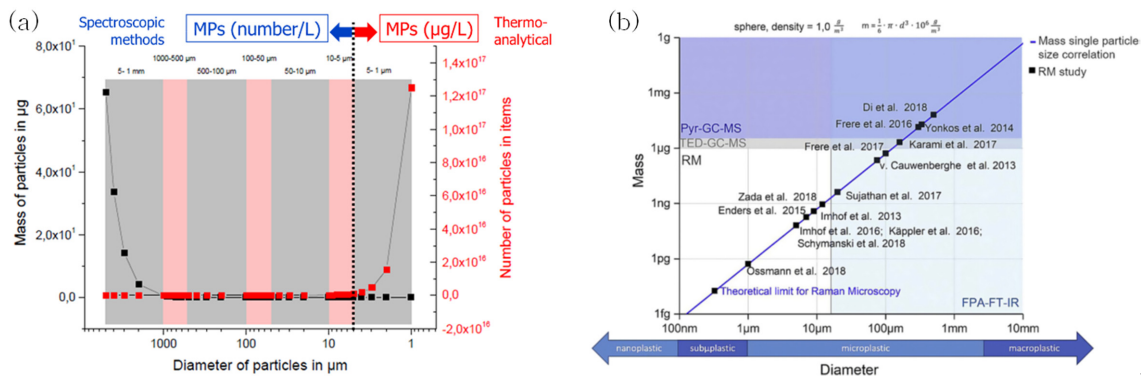 (a)
Spectroscopic
methods
MPs (number/L)
MPs (µg/L)
Thermo-
analytical
8,0x10¹
6,0x10¹
4,0x10¹
2,0x10¹
0,0
Mass of particles in µg
1000-500 µm
100-50 µm
10-5 µm
5- 1 mm
500-100 µm
50-10 µm
5- 1µm
1,4x10¹⁷
1,2x10¹⁷
1,0x10¹⁷
8,0x10¹⁶
6,0x10¹⁶
4,0x10¹⁶
2,0x10¹⁶
0,0
-2,0x10¹⁶
Number of particles in items
1000
100
10
1
Diameter of particles in µm
(b)
sphere, density = 1,0
1g
1mg
1µg
1ng
1pg
1fg
Mass
Mass single particle
size correlation
RM study
Pyr-GC-MS
TED-GC-MS
RM
Di et al. 2018
Frere et al. 2016
Yonkos et al. 2014
Frere et al. 2017
Karami et al. 2017
v. Cauwenberghe et al. 2013
Zada et al. 2018
Sujathan et al. 2017
Enders et al. 2015
Imhof et al. 2013
Imhof et al. 2016; Käppler et al. 2016;
Schymanski et al. 2018
Ossmann et al. 2018
Theoretical limit for Raman Microscopy
FPA-FT-IR
100nm
1µm
10µm
100µm
1mm
10mm
nanoplastic
subµplastic
microplastic
macroplastic
Diameter